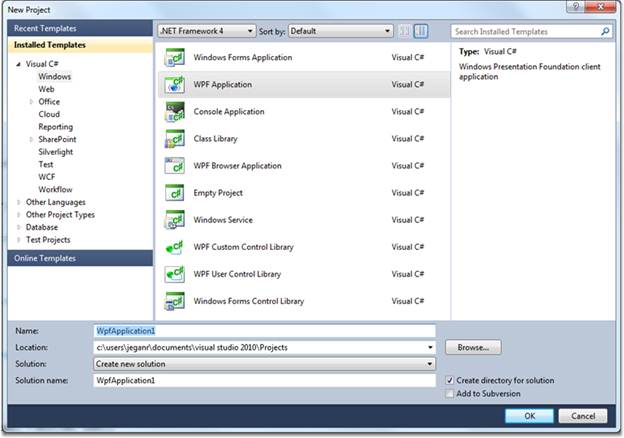 New Project
Recent Templates
Installed Templates
Visual C#
Windows
Web
Office
Cloud
Reporting
SharePoint
Silverlight
Test
WCF
Workflow
Other Languages
Other Project Types
Database
Test Projects
Online Templates
.NET Framework 4 Sort by: Default
Windows Forms Application Visual C#
WPF Application Visual C#
Console Application Visual C#
Class Library Visual C#
WPF Browser Application Visual C#
Empty Project Visual C#
Windows Service Visual C#
WPF Custom Control Library Visual C#
WPF User Control Library Visual C#
Windows Forms Control Library Visual C#
Search Installed Templates
Type: Visual C#
Windows Presentation Foundation client
application
Name: WpfApplication1
Location: c:\users\jeganr\documents\visual studio 2010\Projects Browse...
Solution: Create new solution
Solution name: WpfApplication1
Create directory for solution
Add to Subversion
OK Cancel